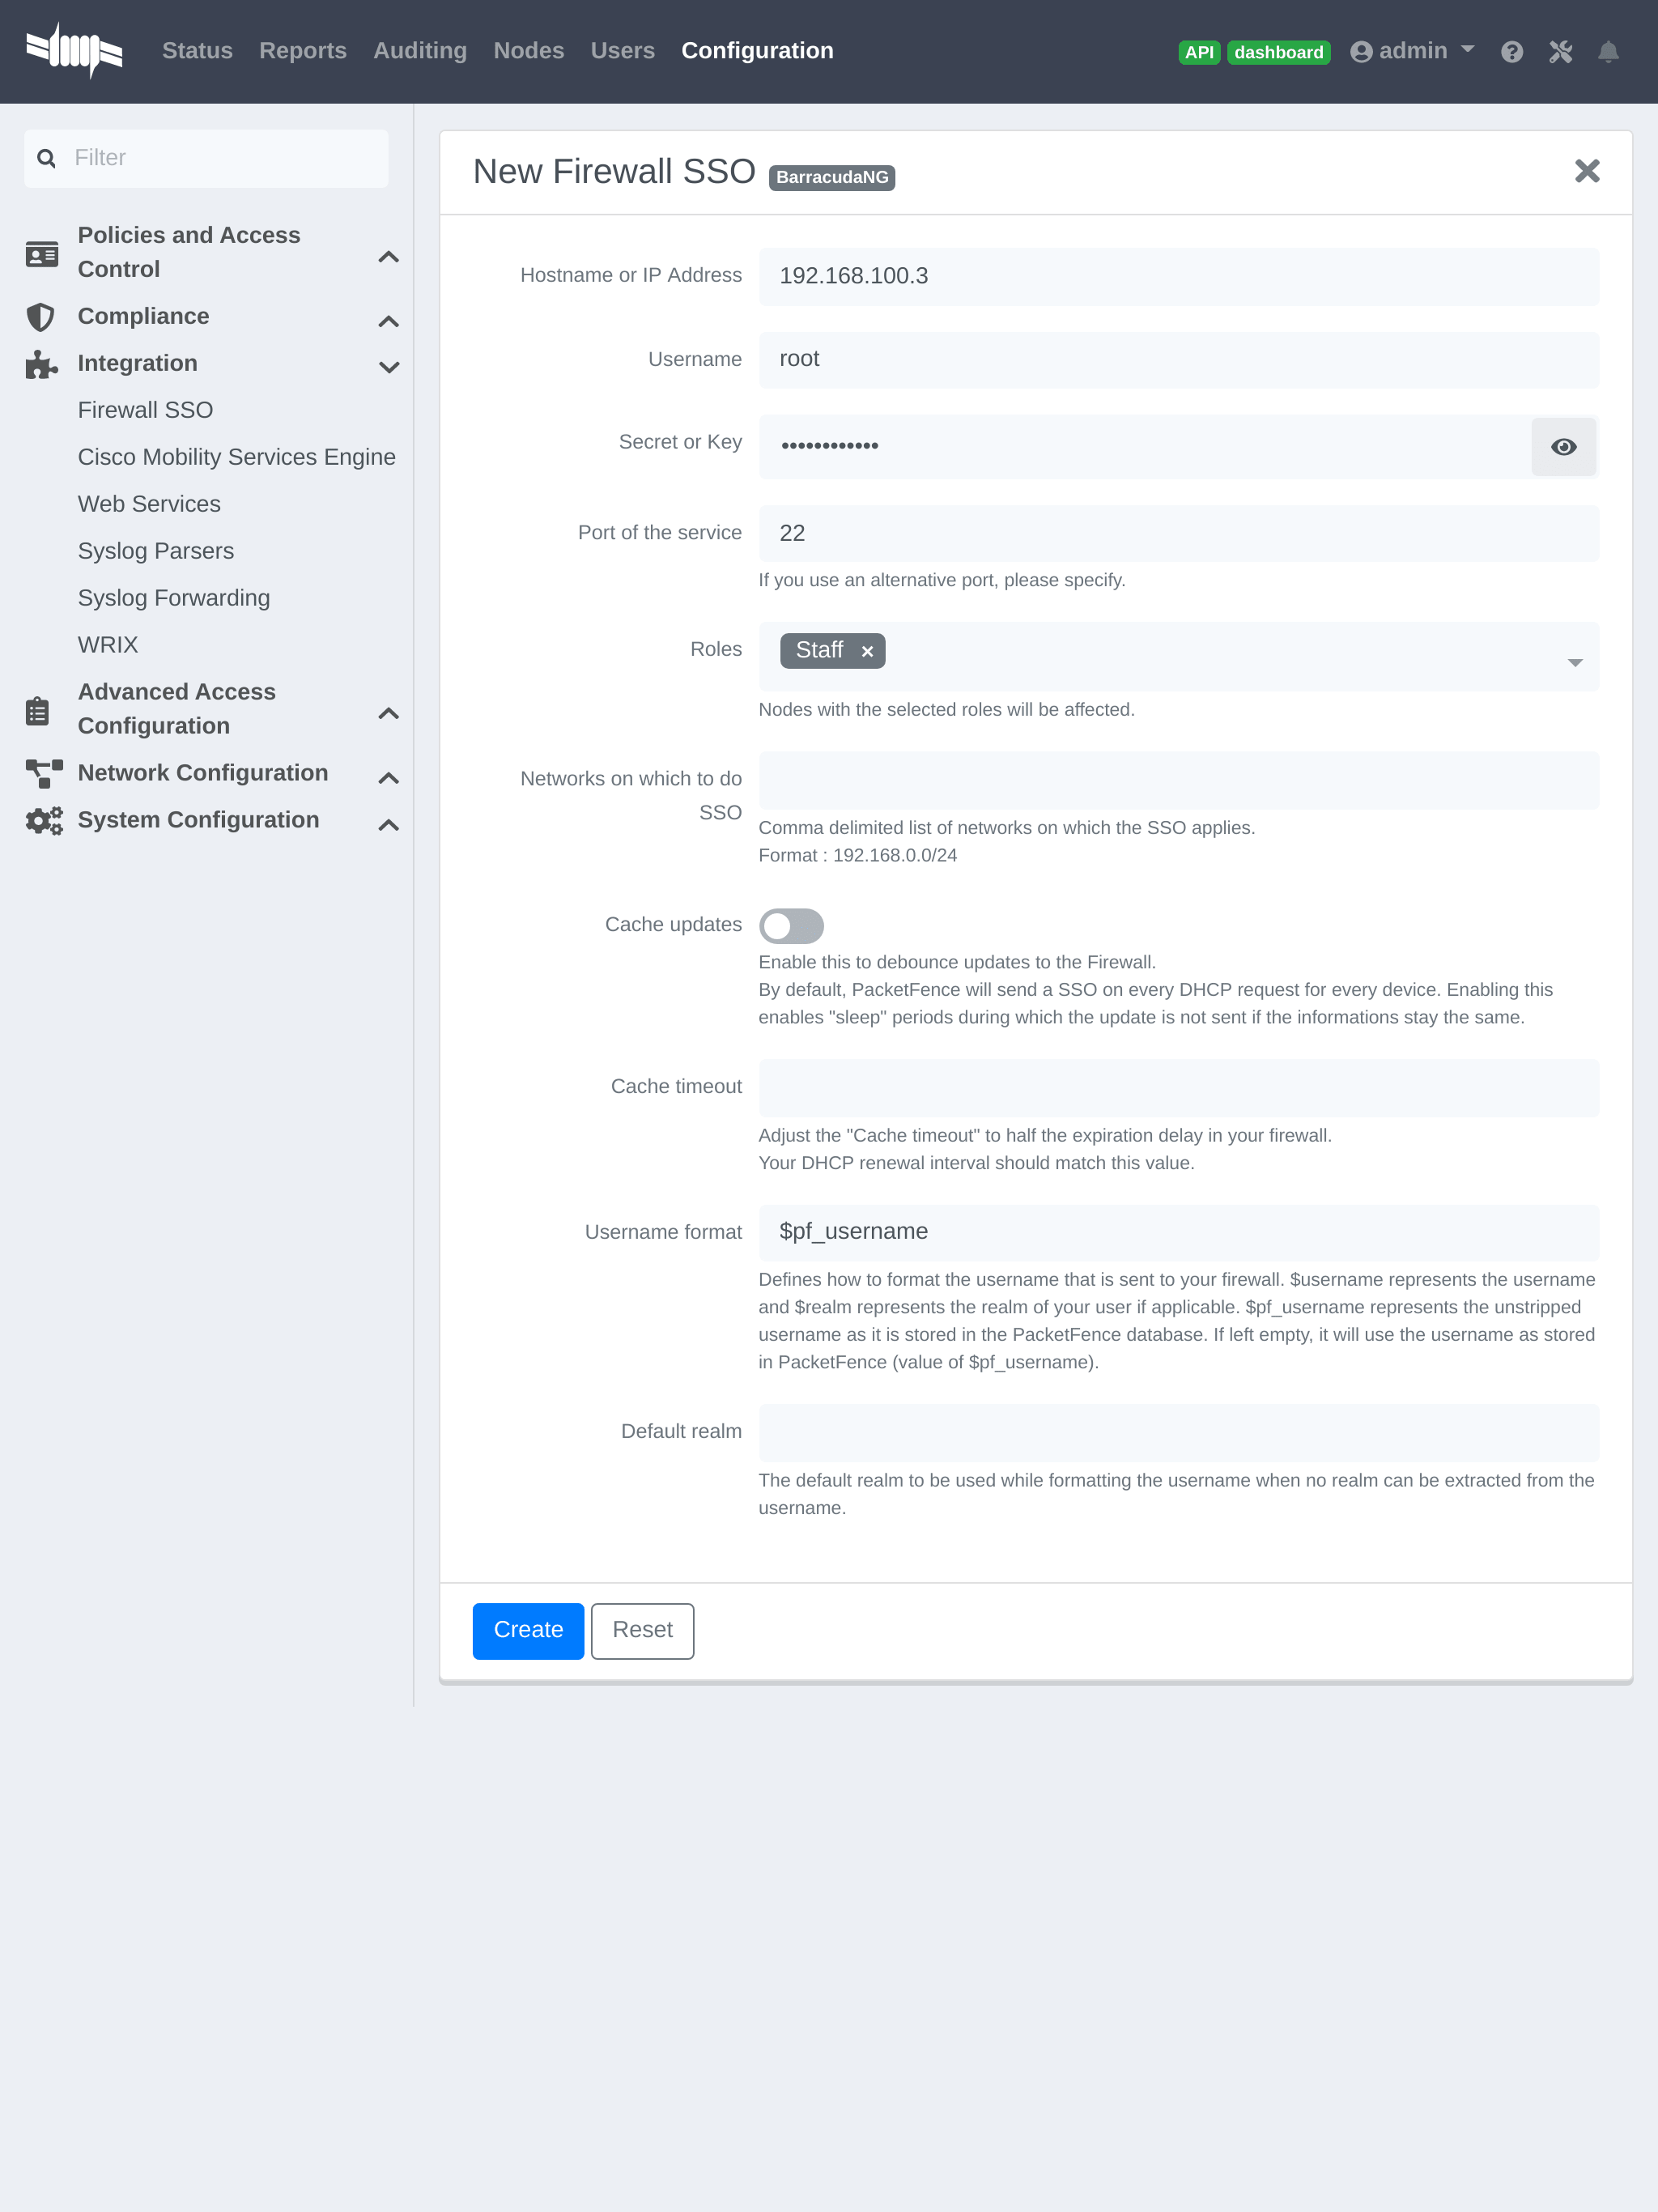 Status Reports Auditing Nodes Users Configuration
API dashboard admin
Filter
Policies and Access
Control
Compliance
Integration
Firewall SSO
Cisco Mobility Services Engine
Web Services
Syslog Parsers
Syslog Forwarding
WRIX
Advanced Access
Configuration
Network Configuration
System Configuration
New Firewall SSO BarracudaNG
Hostname or IP Address 192.168.100.3
Username root
Secret or Key ••••••••••••
Port of the service 22
If you use an alternative port, please specify.
Roles Staff ×
Nodes with the selected roles will be affected.
Networks on which to do
SSO
Comma delimited list of networks on which the SSO applies.
Format : 192.168.0.0/24
Cache updates
Enable this to debounce updates to the Firewall.
By default, PacketFence will send a SSO on every DHCP request for every device. Enabling this
enables "sleep" periods during which the update is not sent if the informations stay the same.
Cache timeout
Adjust the "Cache timeout" to half the expiration delay in your firewall.
Your DHCP renewal interval should match this value.
Username format $pf_username
Defines how to format the username that is sent to your firewall. $username represents the username
and $realm represents the realm of your user if applicable. $pf_username represents the unstripped
username as it is stored in the PacketFence database. If left empty, it will use the username as stored
in PacketFence (value of $pf_username).
Default realm
The default realm to be used while formatting the username when no realm can be extracted from the
username.
Create Reset